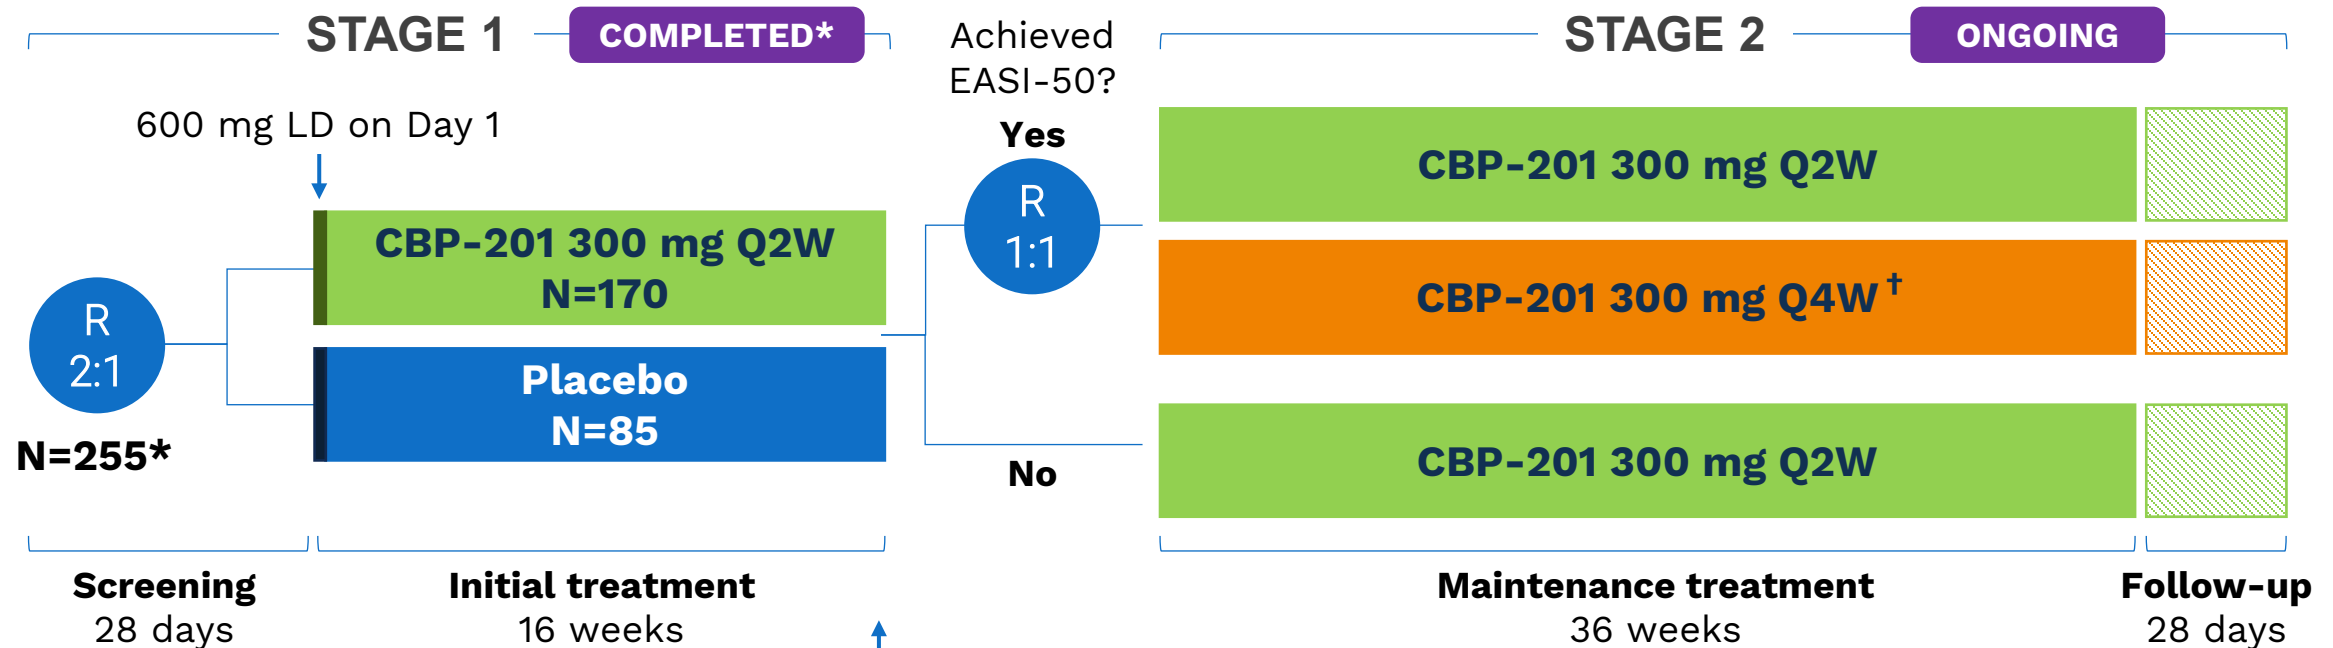 STAGE 1
COMPLETED*
Achieved
EASI-50?
STAGE 2
ONGOING
600 mg LD on Day 1
Yes
R
1:1
CBP-201 300 mg Q2W
CBP-201 300 mg Q2W
N=170
CBP-201 300 mg Q4W†
R
2:1
Placebo
N=85
N=255*
No
CBP-201 300 mg Q2W
Screening
28 days
Initial treatment
16 weeks
Maintenance treatment
36 weeks
Follow-up
28 days